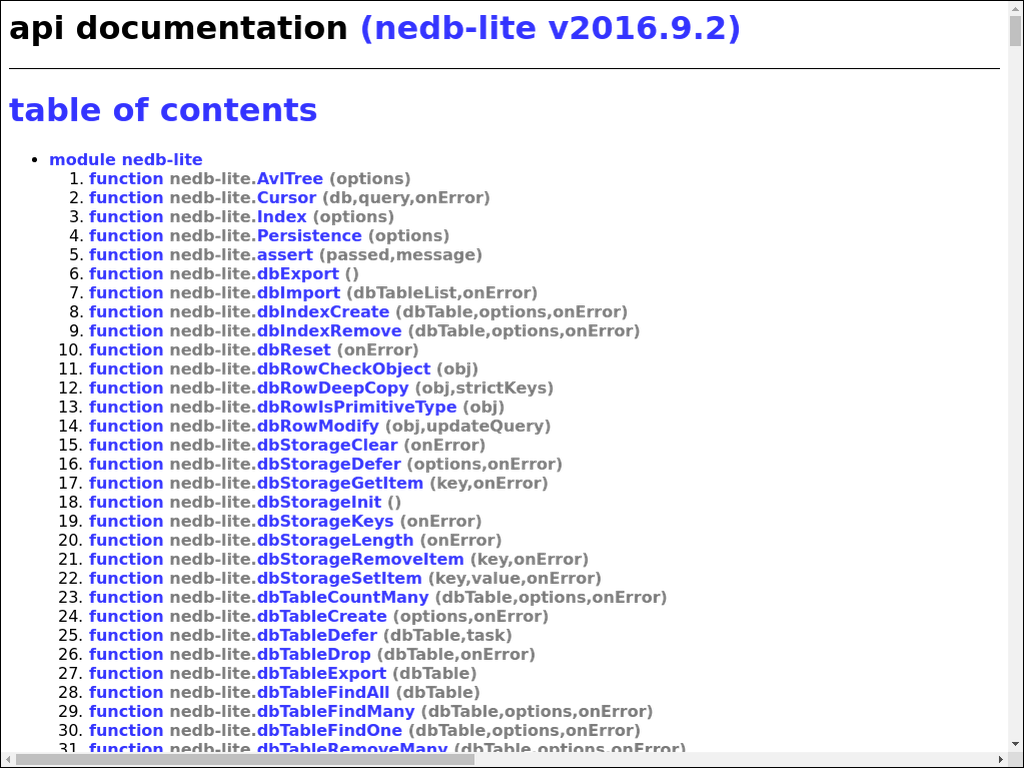 api documentation (nedb-lite v2016.9.2)
table of contents
• module nedb-lite
1. function nedb-lite.AvlTree (options)
2. function nedb-lite.Cursor (db,query,onError)
3. function nedb-lite.Index (options)
4. function nedb-lite.Persistence (options)
5. function nedb-lite.assert (passed,message)
6. function nedb-lite.dbExport ()
7. function nedb-lite.dbImport (dbTableList,onError)
8. function nedb-lite.dbIndexCreate (dbTable,options,onError)
9. function nedb-lite.dbIndexRemove (dbTable,options,onError)
10. function nedb-lite.dbReset (onError)
11. function nedb-lite.dbRowCheckObject (obj)
12. function nedb-lite.dbRowDeepCopy (obj,strictKeys)
13. function nedb-lite.dbRowIsPrimitiveType (obj)
14. function nedb-lite.dbRowModify (obj,updateQuery)
15. function nedb-lite.dbStorageClear (onError)
16. function nedb-lite.dbStorageDefer (options,onError)
17. function nedb-lite.dbStorageGetItem (key,onError)
18. function nedb-lite.dbStorageInit ()
19. function nedb-lite.dbStorageKeys (onError)
20. function nedb-lite.dbStorageLength (onError)
21. function nedb-lite.dbStorageRemoveItem (key,onError)
22. function nedb-lite.dbStorageSetItem (key,value,onError)
23. function nedb-lite.dbTableCountMany (dbTable,options,onError)
24. function nedb-lite.dbTableCreate (options,onError)
25. function nedb-lite.dbTableDefer (dbTable,task)
26. function nedb-lite.dbTableDrop (dbTable,onError)
27. function nedb-lite.dbTableExport (dbTable)
28. function nedb-lite.dbTableFindAll (dbTable)
29. function nedb-lite.dbTableFindMany (dbTable,options,onError)
30. function nedb-lite.dbTableFindOne (dbTable,options,onError)
31. function nedb-lite.dbTableRemoveMany (dbTable,options,onError)